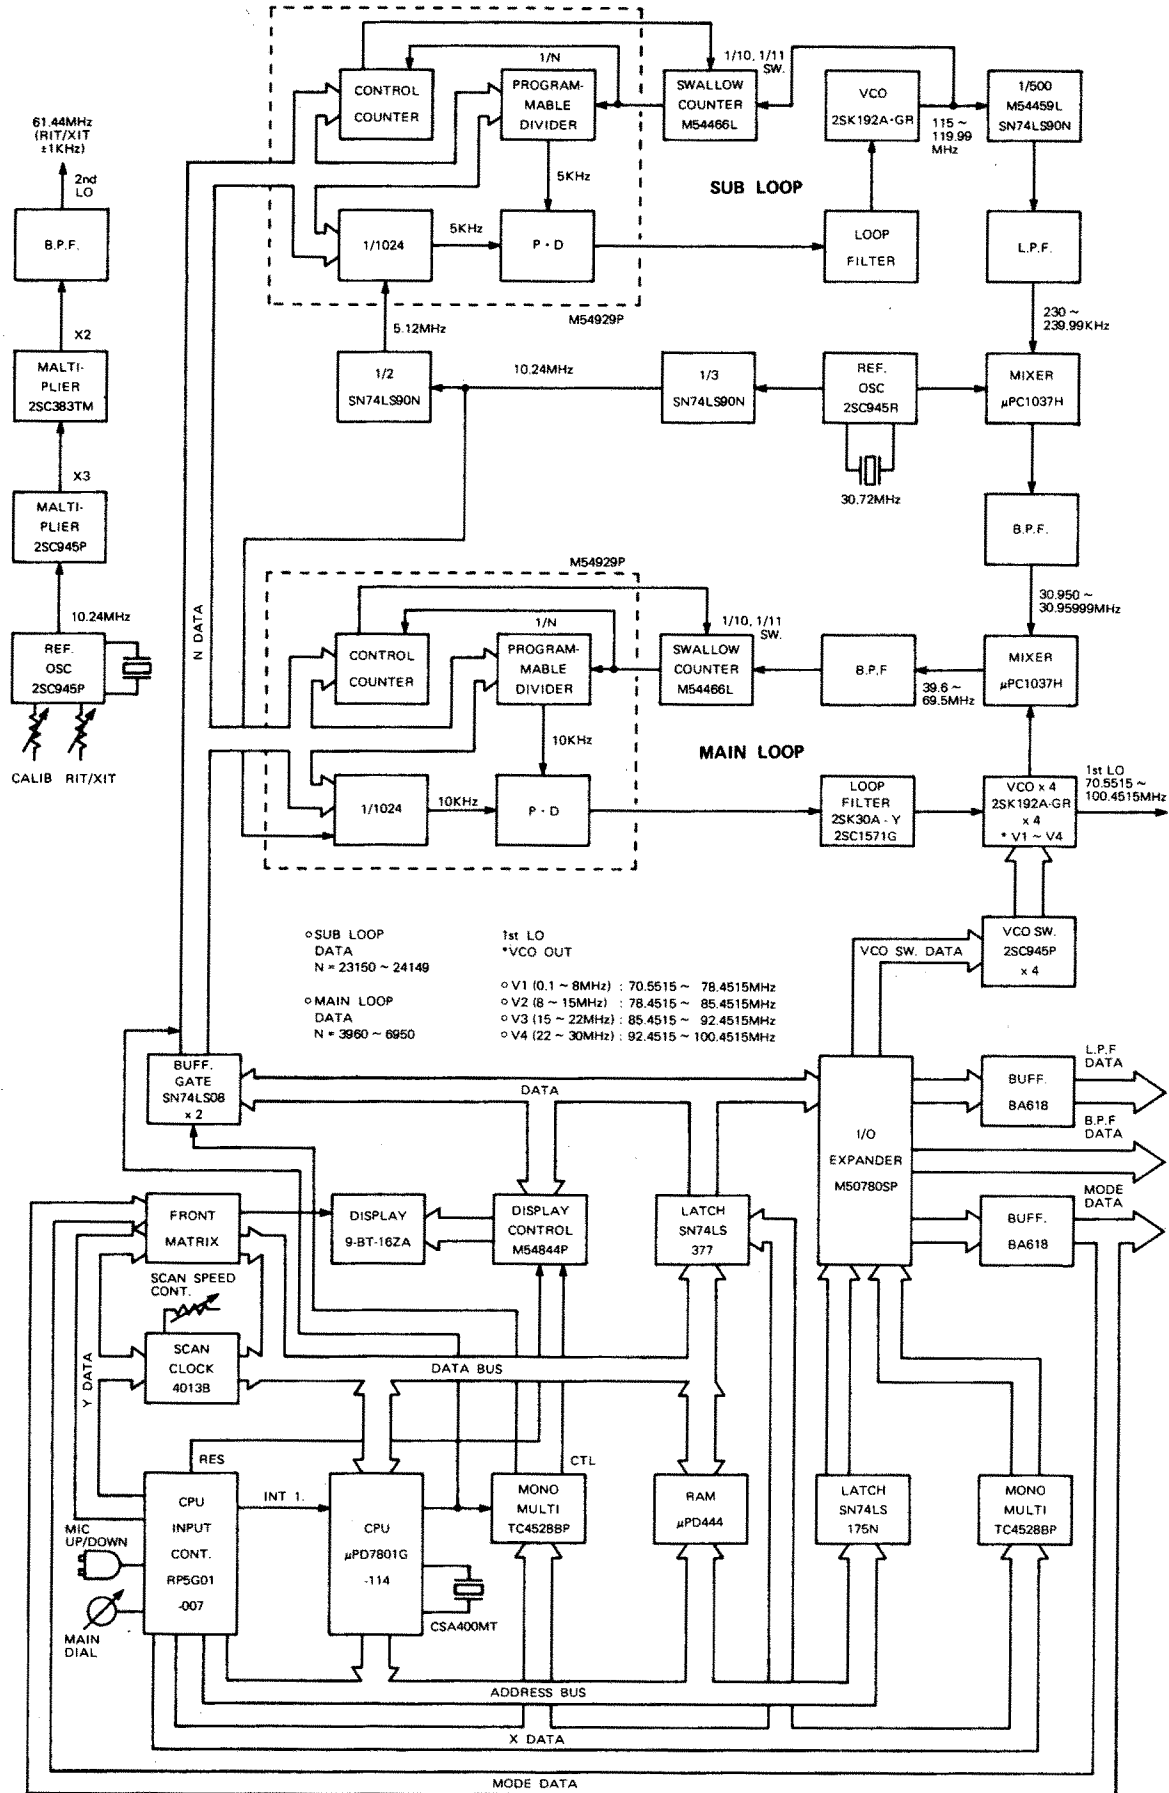 61.44MHz
(RIT/XIT
±1KHz)
2nd
LO
B.P.F.
X2
MALTI-
PLIER
2SC383TM
X3
MALTI-
PLIER
2SC945P
10.24MHz
REF.
OSC
2SC945P
CALIB RIT/XIT
CONTROL
COUNTER
1/N
PROGRAM-
MABLE
DIVIDER
1/10, 1/11
SW.
SWALLOW
COUNTER
M54466L
VCO
2SK192A·GR
115 ~
119.99
MHz
1/500
M54459L
SN74LS90N
5KHz
SUB LOOP
1/1024
5KHz
P · D
LOOP
FILTER
L.P.F.
M54929P
5.12MHz
230 ~
239.99KHz
1/2
SN74LS90N
10.24MHz
1/3
SN74LS90N
REF.
OSC
2SC945R
MIXER
μPC1037H
30.72MHz
B.P.F.
N DATA
M54929P
30.950 ~
30.95999MHz
CONTROL
COUNTER
1/N
PROGRAM-
MABLE
DIVIDER
1/10, 1/11
SW.
SWALLOW
COUNTER
M54466L
B.P.F
39.6 ~
69.5MHz
MIXER
μPC1037H
10KHz
MAIN LOOP
1/1024
10KHz
P · D
LOOP
FILTER
2SK30A - Y
2SC1571G
VCO x 4
2SK192A-GR
x 4
* V1 ~ V4
1st LO
70.5515 ~
100.4515MHz
○ SUB LOOP
DATA
N = 23150 ~ 24149
○ MAIN LOOP
DATA
N = 3960 ~ 6950
1st LO
*VCO OUT
○ V1 (0.1 ~ 8MHz) : 70.5515 ~ 78.4515MHz
○ V2 (8 ~ 15MHz) : 78.4515 ~ 85.4515MHz
○ V3 (15 ~ 22MHz) : 85.4515 ~ 92.4515MHz
○ V4 (22 ~ 30MHz) : 92.4515 ~ 100.4515MHz
VCO SW. DATA
VCO SW.
2SC945P
x 4
BUFF.
GATE
SN74LS08
x 2
DATA
I/O
EXPANDER
M50780SP
BUFF.
BA618
L.P.F
DATA
B.P.F
DATA
MODE
DATA
BUFF.
BA618
FRONT
MATRIX
DISPLAY
9-BT-16ZA
DISPLAY
CONTROL
M54844P
LATCH
SN74LS
377
SCAN SPEED
CONT.
SCAN
CLOCK
4013B
Y DATA
DATA BUS
RES
CTL
CPU
INPUT
CONT.
RP5G01
-007
INT 1.
CPU
μPD7801G
-114
MONO
MULTI
TC4528BP
RAM
μPD444
LATCH
SN74LS
175N
MONO
MULTI
TC4528BP
MIC
UP/DOWN
MAIN
DIAL
CSA400MT
ADDRESS BUS
X DATA
MODE DATA